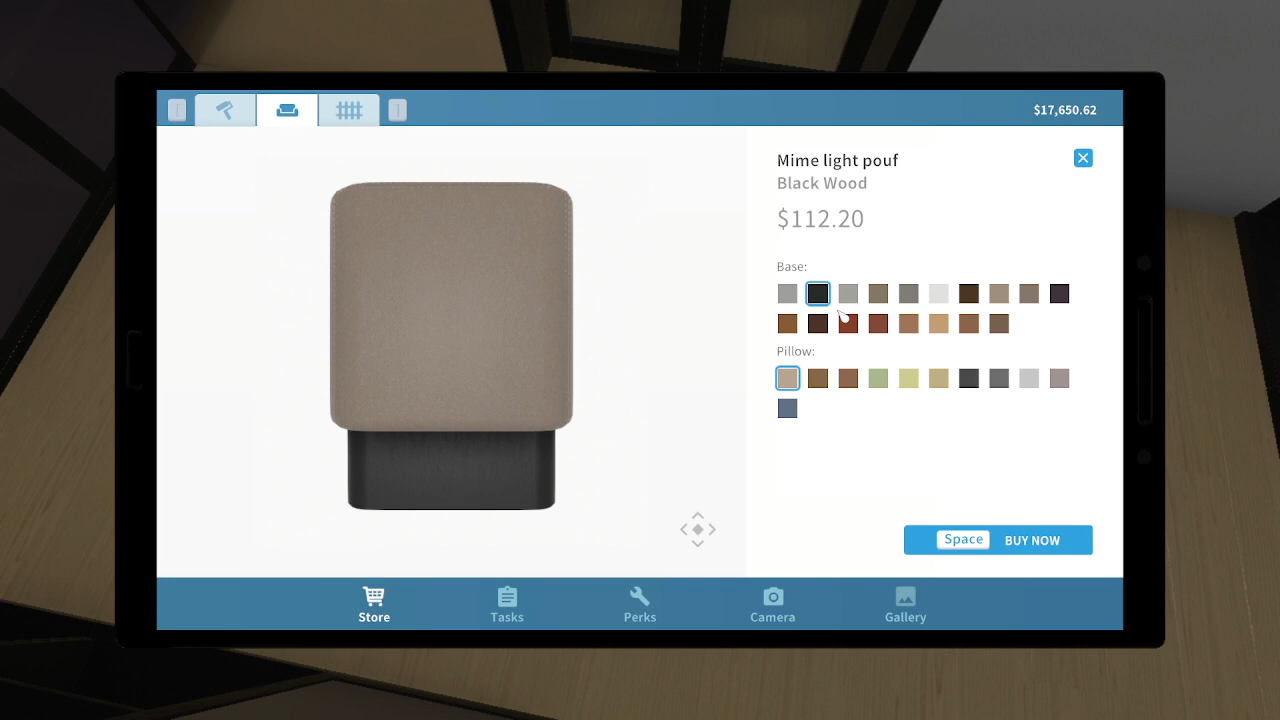 $17,650.62
Mime light pouf
Black Wood
$112.20
Base:
Pillow:
Space BUY NOW
Store Tasks Perks Camera Gallery